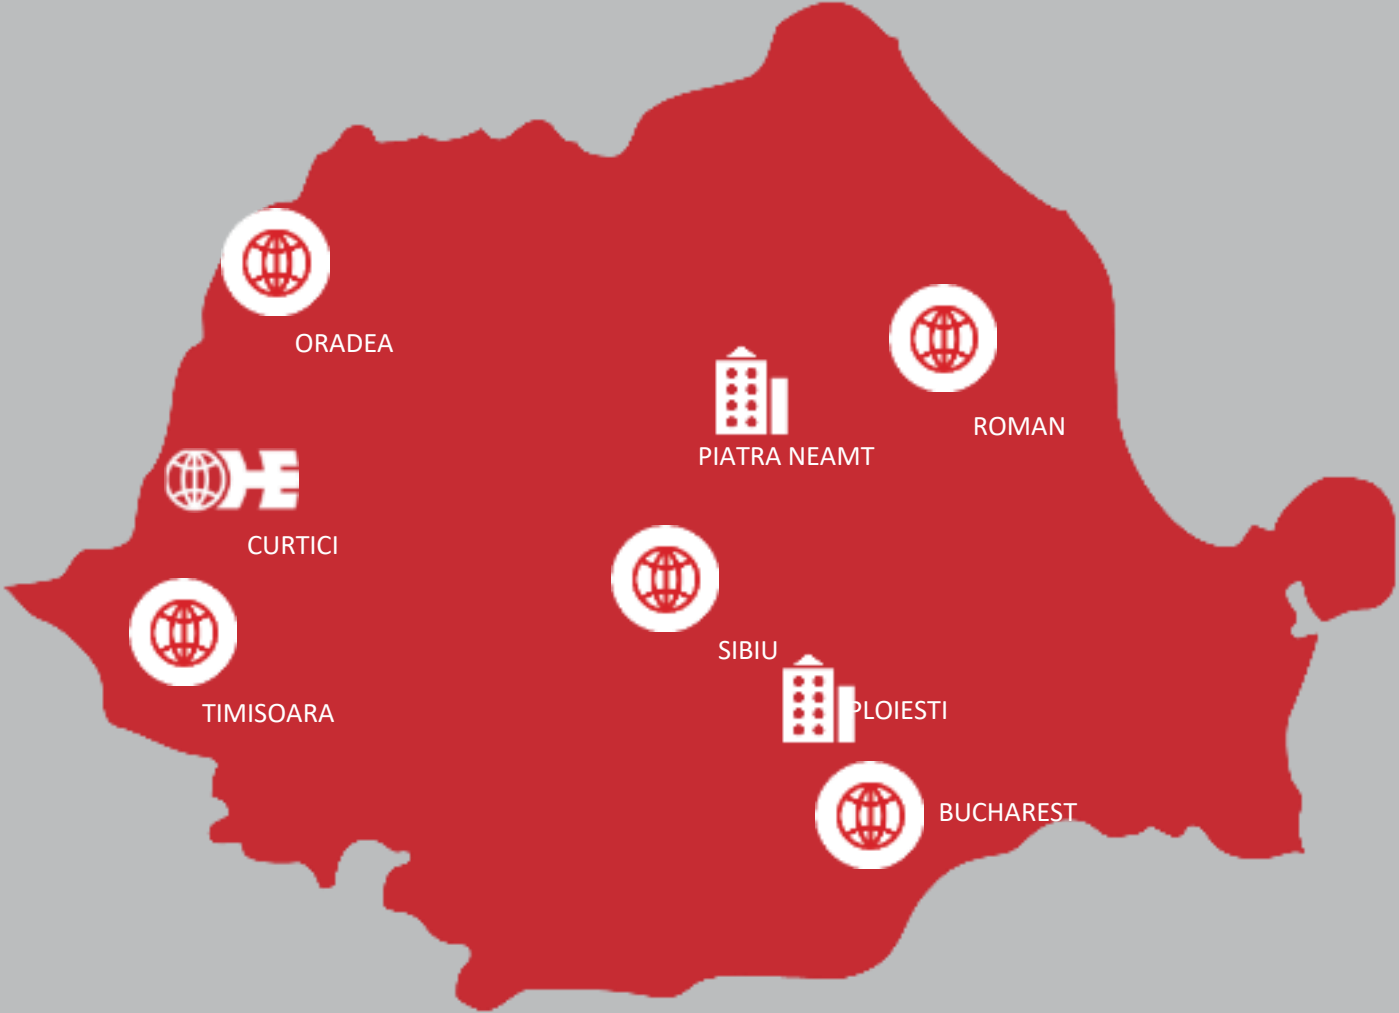 ORADEA
ROMAN
PIATRA NEAMT
CURTICI
SIBIU
TIMISOARA
PLOIESTI
BUCHAREST